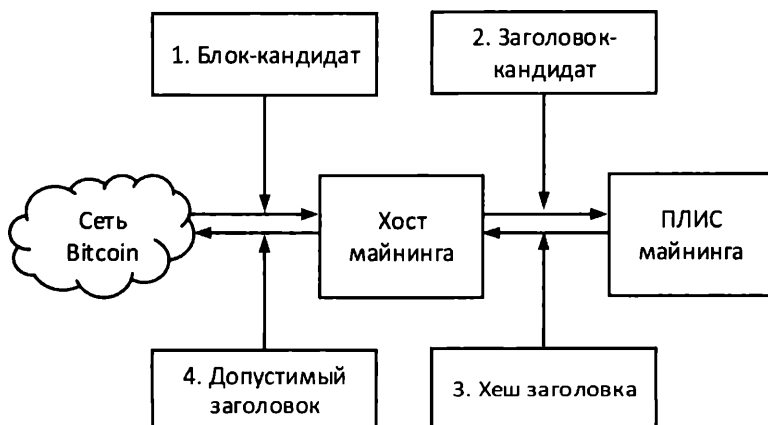 1. Блок-кандидат
2. Заголовок-
кандидат
Сеть
Bitcoin
Хост
майнинга
ПЛИС
майнинга
4. Допустимый
заголовок
3. Хеш заголовка